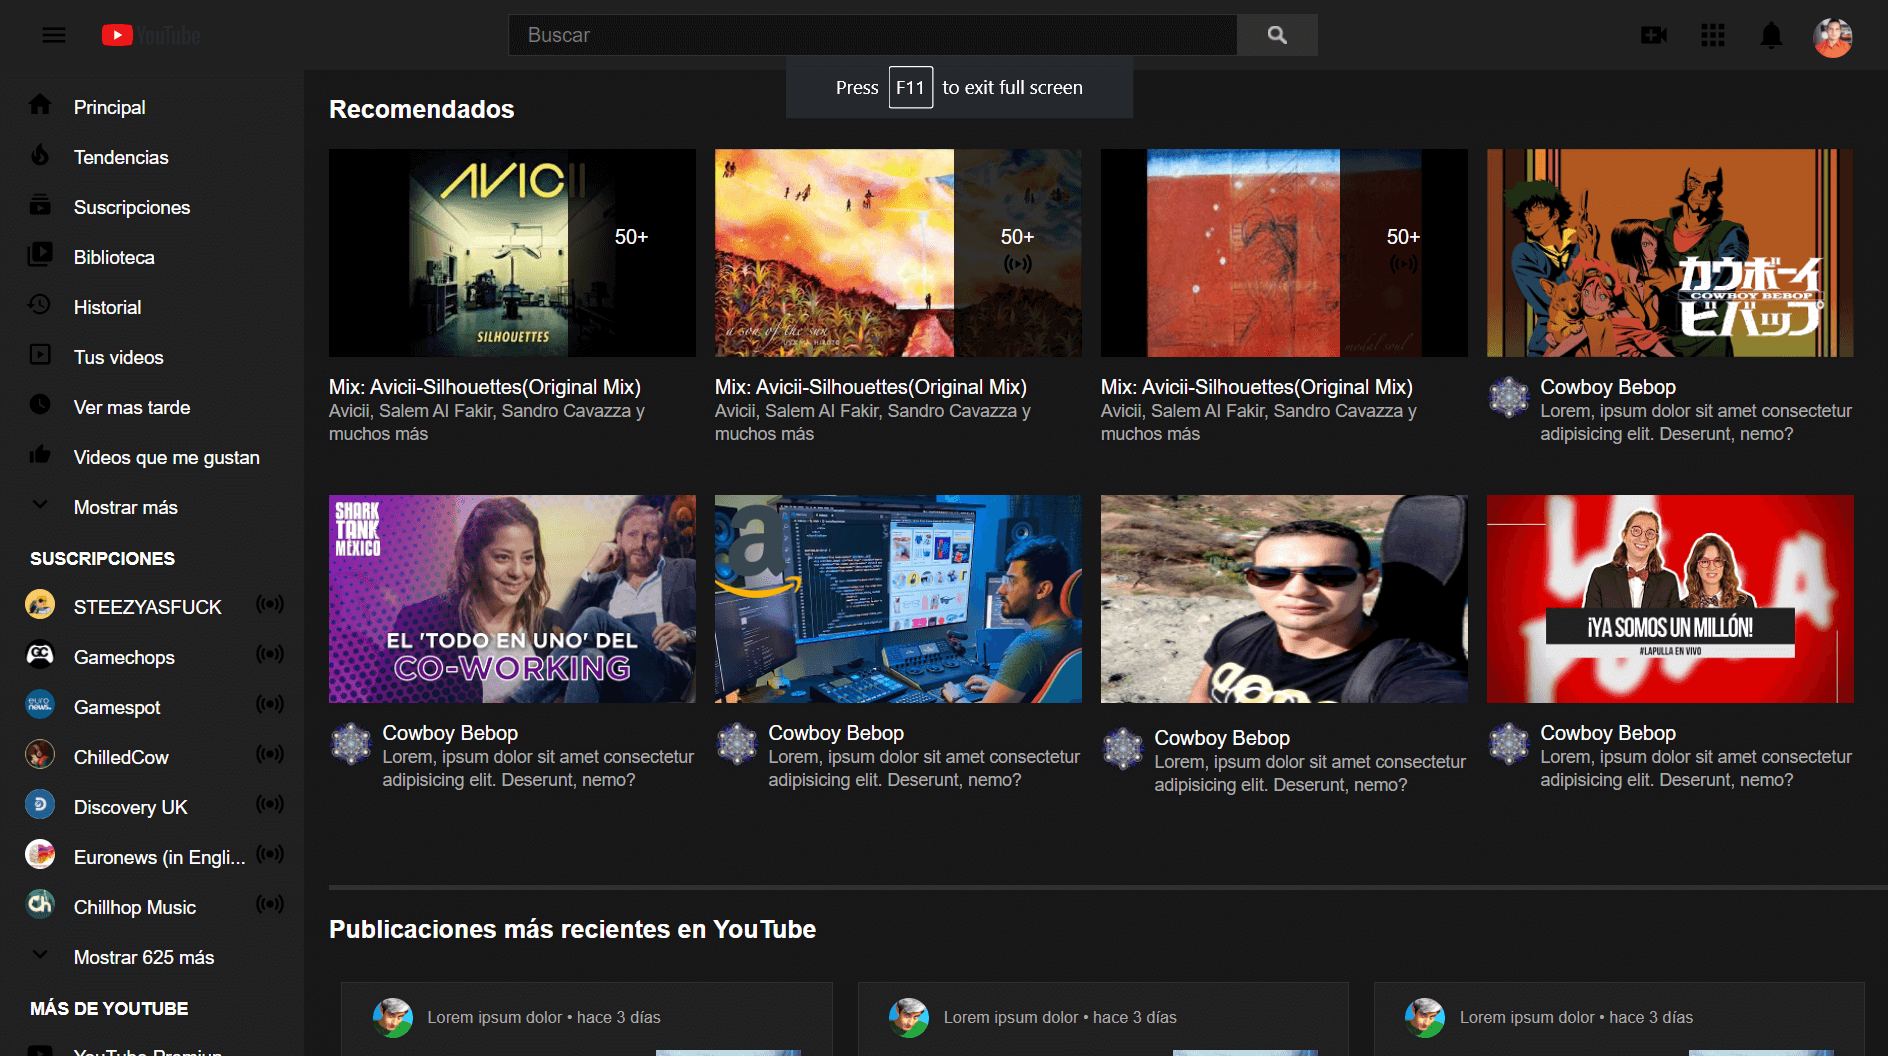 YouTube
Buscar
Press F11 to exit full screen
Principal
Tendencias
Suscripciones
Biblioteca
Historial
Tus videos
Ver mas tarde
Videos que me gustan
Mostrar más
SUSCRIPCIONES
STEEZYASFUCK
Gamechops
euro
news.
Gamespot
ChilledCow
Discovery UK
Euronews (in Engli...
Chillhop Music
Mostrar 625 más
MÁS DE YOUTUBE
YouTube Premiun
Recomendados
AVICII
SILHOUETTES
50+
a son of the sun
UYAMA HIROTO
50+
modal soul
50+
カウボーイ
COWBOY BEBOP
ビバップ
Mix: Avicii-Silhouettes(Original Mix)
Avicii, Salem Al Fakir, Sandro Cavazza y
muchos más
Mix: Avicii-Silhouettes(Original Mix)
Avicii, Salem Al Fakir, Sandro Cavazza y
muchos más
Mix: Avicii-Silhouettes(Original Mix)
Avicii, Salem Al Fakir, Sandro Cavazza y
muchos más
Cowboy Bebop
Lorem, ipsum dolor sit amet consectetur
adipisicing elit. Deserunt, nemo?
SHARK
TANK
MÉXICO
EL 'TODO EN UNO' DEL
CO-WORKING
a
¡YA SOMOS UN MILLÓN!
#LAPULLA EN VIVO
Cowboy Bebop
Lorem, ipsum dolor sit amet consectetur
adipisicing elit. Deserunt, nemo?
Cowboy Bebop
Lorem, ipsum dolor sit amet consectetur
adipisicing elit. Deserunt, nemo?
Cowboy Bebop
Lorem, ipsum dolor sit amet consectetur
adipisicing elit. Deserunt, nemo?
Cowboy Bebop
Lorem, ipsum dolor sit amet consectetur
adipisicing elit. Deserunt, nemo?
Publicaciones más recientes en YouTube
Lorem ipsum dolor • hace 3 días
Lorem ipsum dolor • hace 3 días
Lorem ipsum dolor • hace 3 días